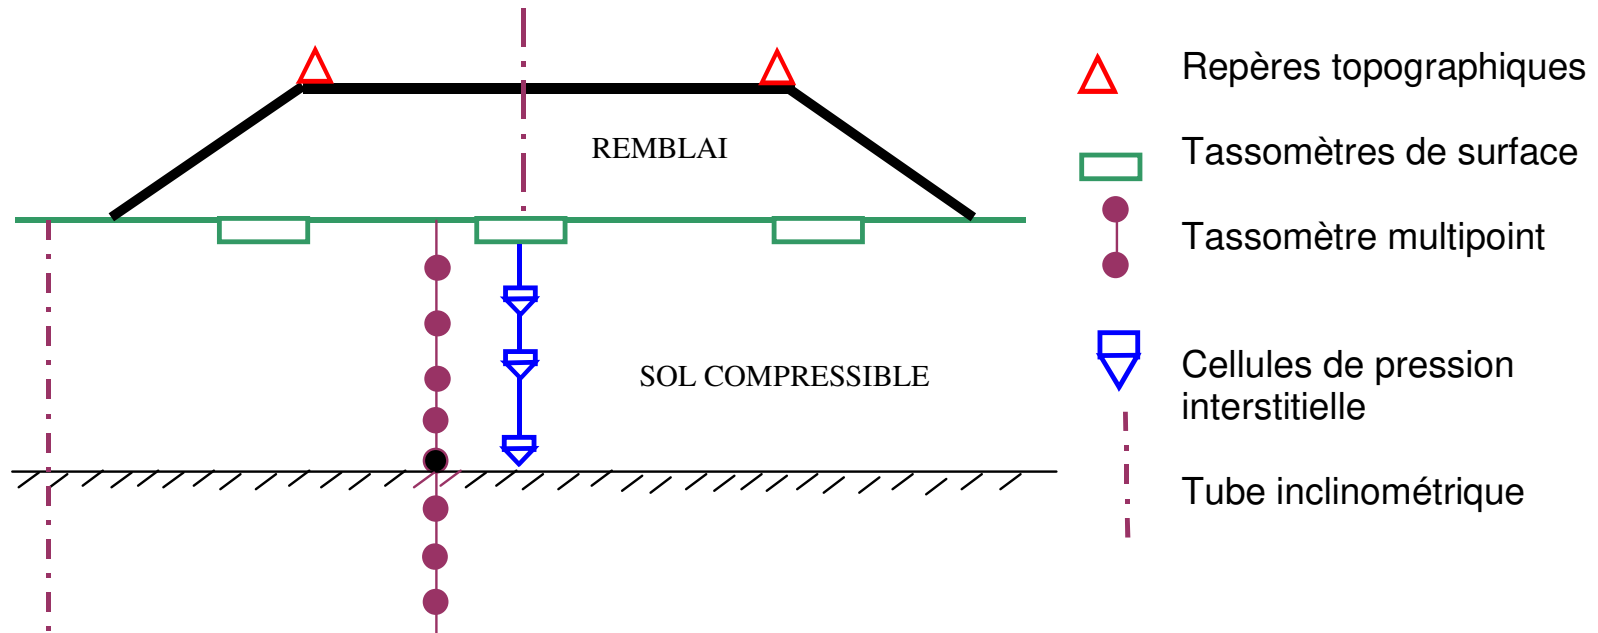 Repères topographiques
REMBLAI
Tassomètres de surface
Tassomètre multipoint
SOL COMPRESSIBLE
Cellules de pression
interstitielle
Tube inclinométrique